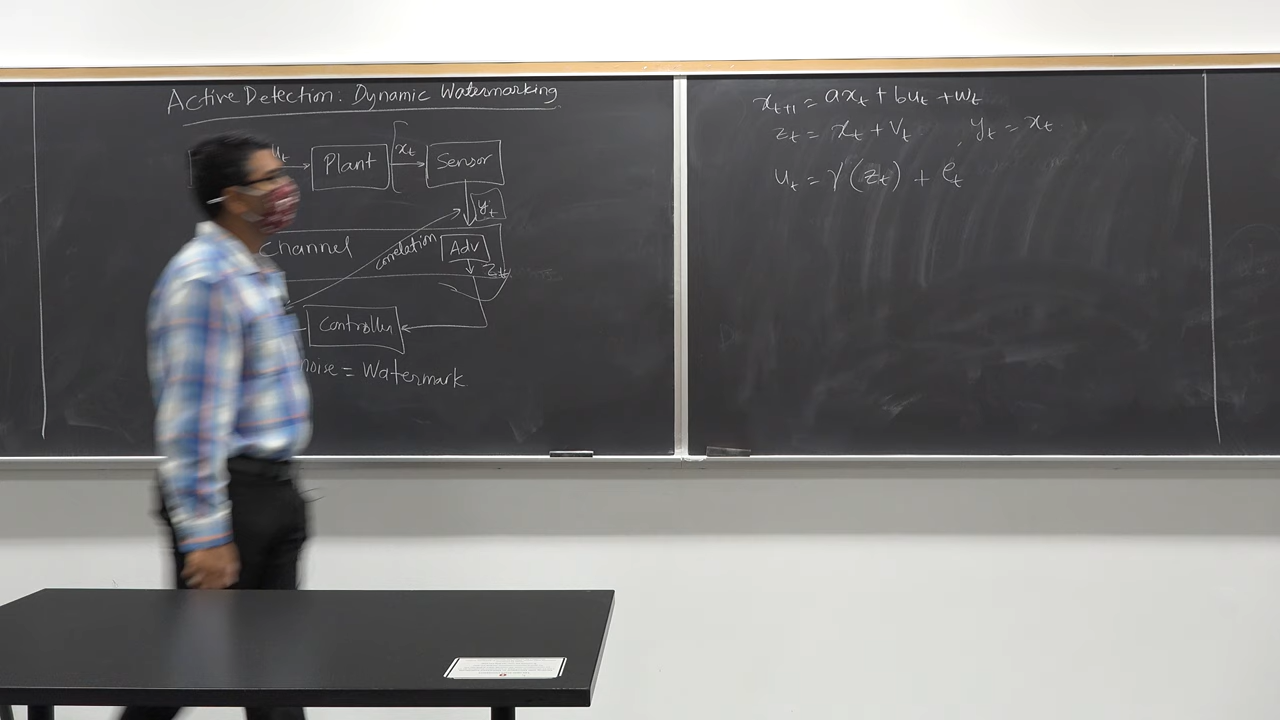 Active Detection: Dynamic Watermarking
u_t Plant x_t Sensor
y_t
Channel correlation Adv
z_t
Controller
noise = Watermark
x_{t+1} = ax_t + bu_t + w_t
z_t = x_t + v_t , y_t = x_t
u_t = γ(z_t) + e_t